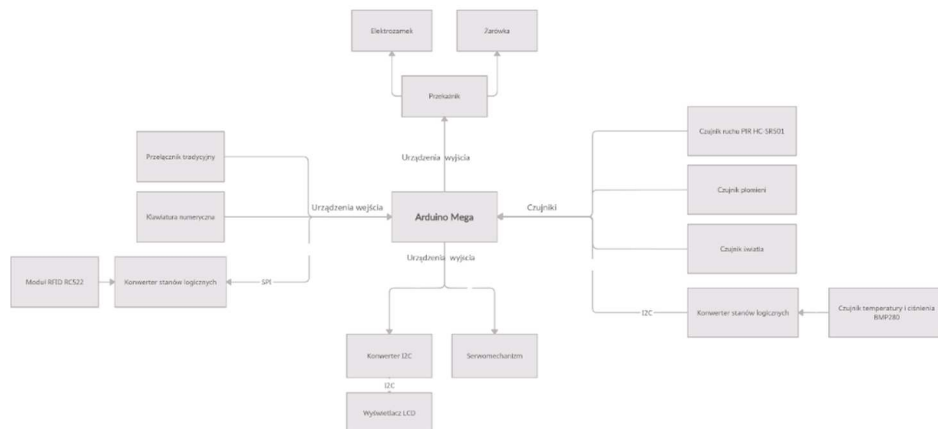 Elektrozamek
Żarówka
Przekaźnik
Urządzenia wyjścia
Przełącznik tradycyjny
Klawiatura numeryczna
Urządzenia wejścia
Moduł RFID RC522
Konwerter stanów logicznych
SPI
Arduino Mega
Urządzenia wyjścia
Konwerter I2C
I2C
Wyświetlacz LCD
Serwomechanizm
Czujniki
Czujnik ruchu PIR HC-SR501
Czujnik płomieni
Czujnik światła
I2C
Konwerter stanów logicznych
Czujnik temperatury i ciśnienia
BMP280